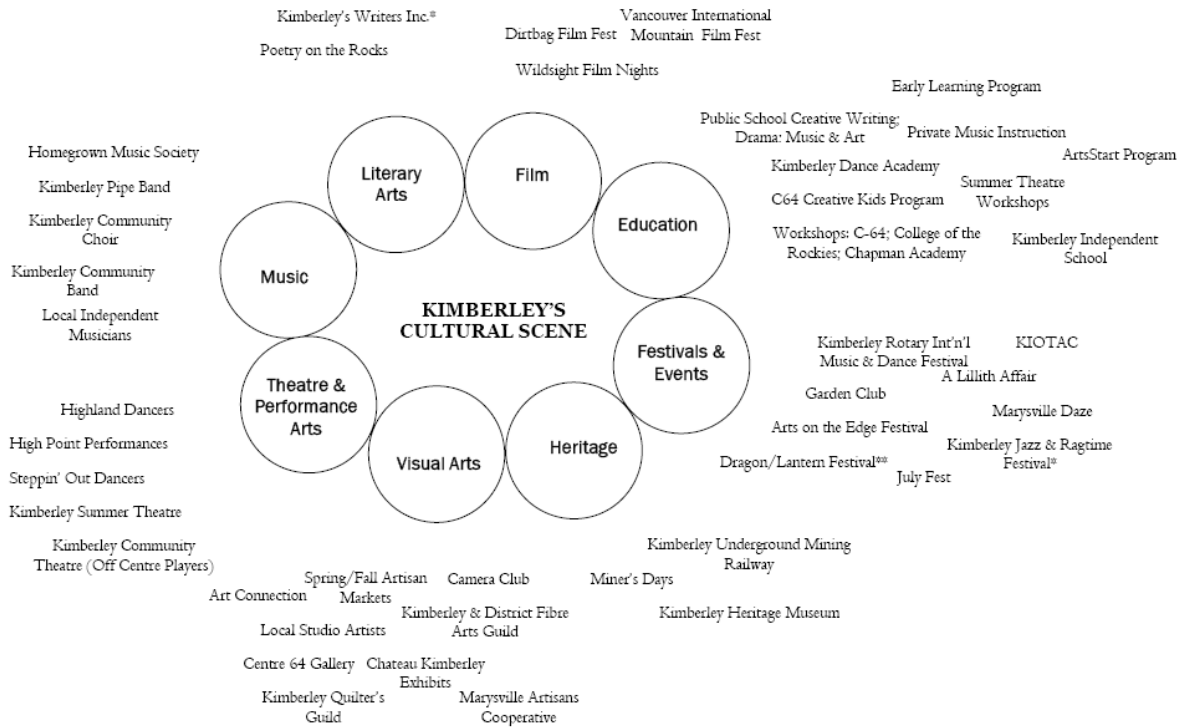 Kimberley's Writers Inc.*
Poetry on the Rocks
Dirtbag Film Fest
Vancouver International
Mountain Film Fest
Wildsight Film Nights
Early Learning Program
Public School Creative Writing;
Drama: Music & Art
Private Music Instruction
ArtsStart Program
Kimberley Dance Academy
Summer Theatre
Workshops
C64 Creative Kids Program
Workshops: C-64; College of the
Rockies; Chapman Academy
Kimberley Independent
School
Homegrown Music Society
Kimberley Pipe Band
Kimberley Community
Choir
Kimberley Community
Band
Local Independent
Musicians
Literary
Arts
Film
Education
Music
KIMBERLEY'S
CULTURAL SCENE
Festivals &
Events
Theatre &
Performance
Arts
Visual Arts
Heritage
Kimberley Rotary Int'n'l
Music & Dance Festival
KIOTAC
A Lillith Affair
Garden Club
Marysville Daze
Arts on the Edge Festival
Kimberley Jazz & Ragtime
Festival*
Dragon/Lantern Festival**
July Fest
Highland Dancers
High Point Performances
Steppin' Out Dancers
Kimberley Summer Theatre
Kimberley Community
Theatre (Off Centre Players)
Art Connection
Spring/Fall Artisan
Markets
Camera Club
Kimberley & District Fibre
Arts Guild
Local Studio Artists
Centre 64 Gallery
Chateau Kimberley
Exhibits
Kimberley Quilter's
Guild
Marysville Artisans
Cooperative
Kimberley Underground Mining
Railway
Miner's Days
Kimberley Heritage Museum